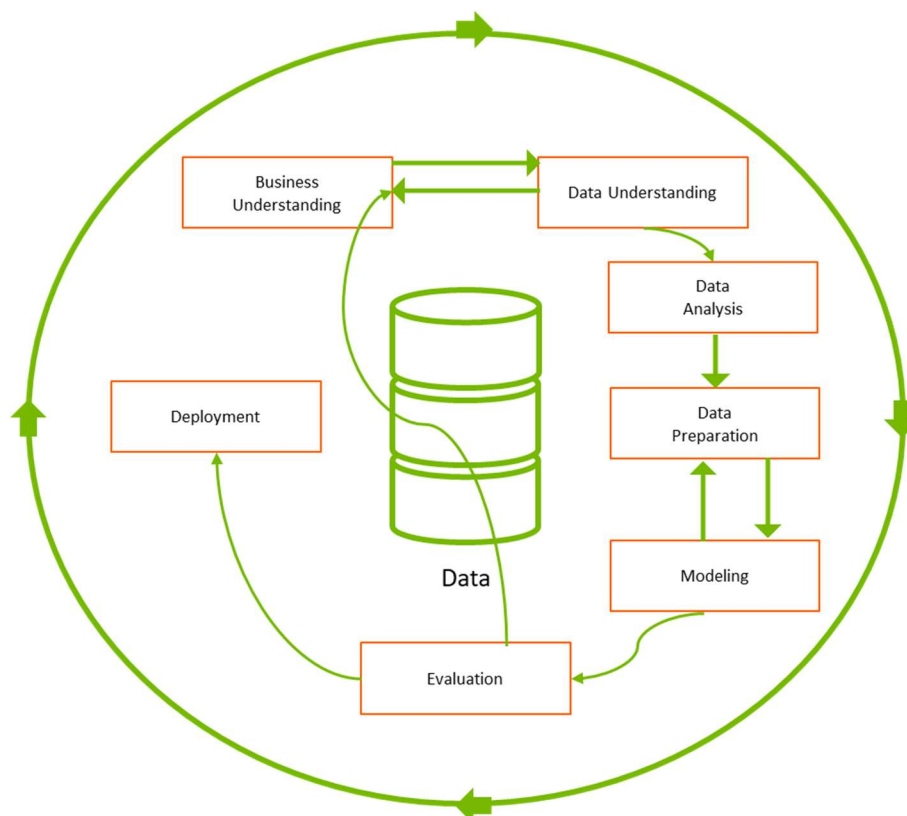 Business
Understanding
Data Understanding
Data
Analysis
Deployment
Data
Preparation
Data
Modeling
Evaluation